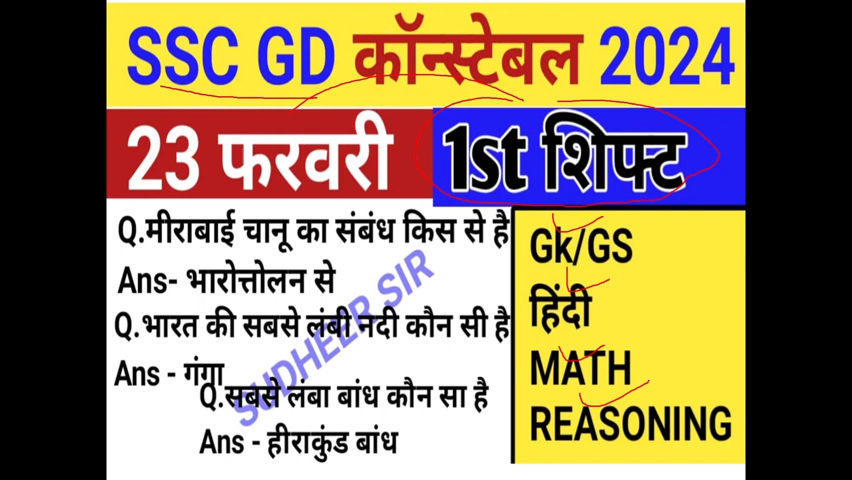 SSC GD कॉन्स्टेबल 2024
23 फरवरी
1st शिफ्ट
Q.मीराबाई चानू का संबंध किस से है
Ans- भारोत्तोलन से
Q.भारत की सबसे लंबी नदी कौन सी है
Ans - गंगा
Q.सबसे लंबा बांध कौन सा है
Ans - हीराकुंड बांध
SUDHEER SIR
Gk/GS
हिंदी
MATH
REASONING